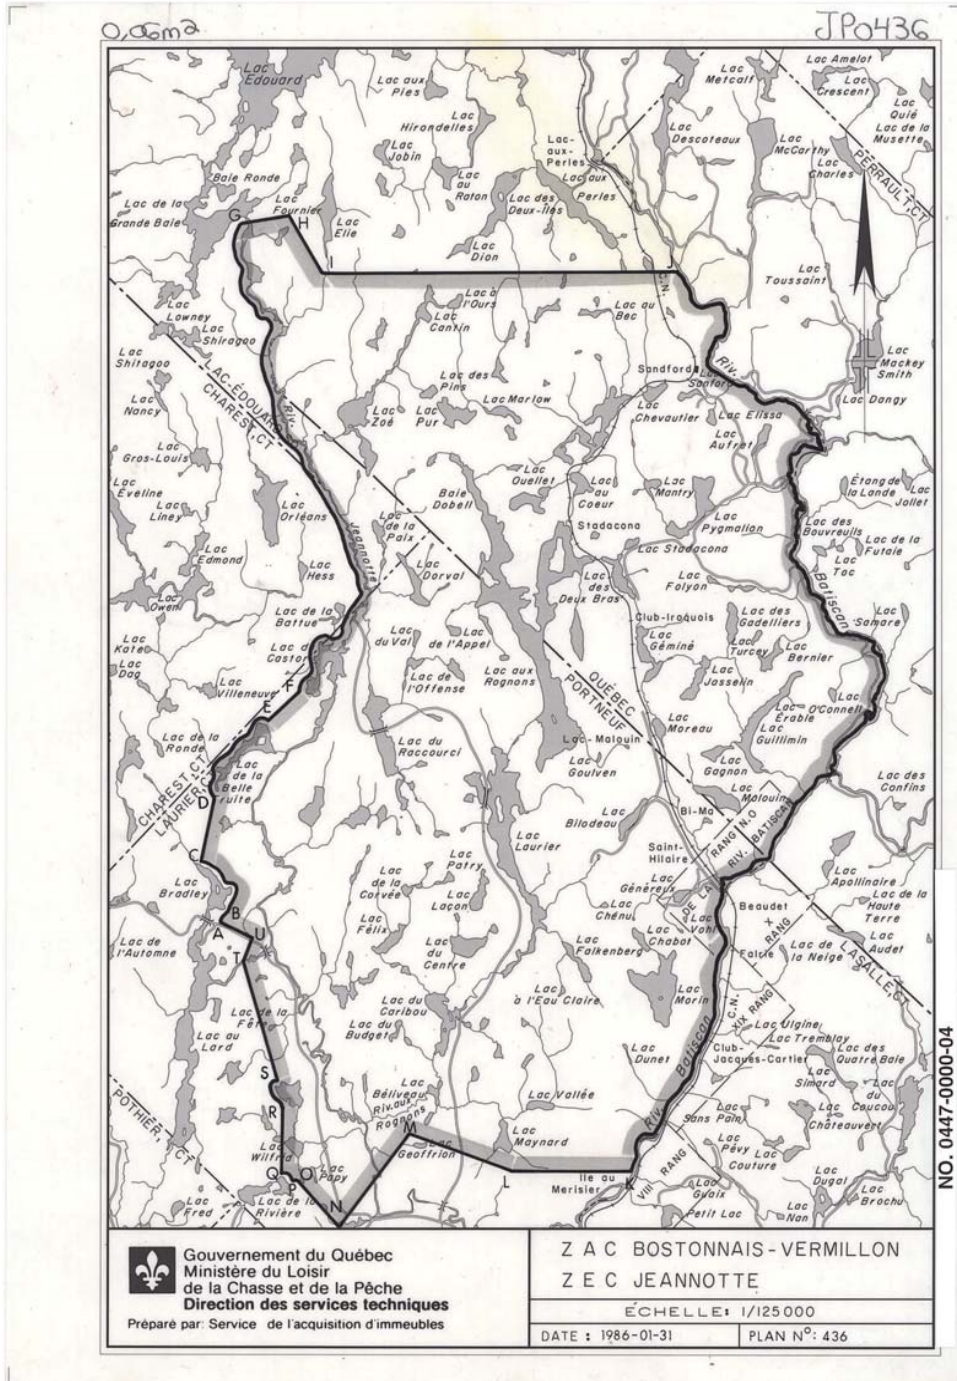 0,06m2
JP0436
Lac
Edouard
Lac aux
Pies
Lac
Hirondelles
Lac
Jobin
Lac
au
Raton
Lac-
aux-
Perles
Lac aux
Perles
Lac des
Deux-Îles
Lac
Dion
Lac
Metcalf
Lac Amelot
Lac
Crescent
Lac
Quié
Lac de la
Musette
Lac
Descoteaux
Lac
McCarthy
Lac
Charles
PERRAULT, CT
Baie Ronde
Lac de la
Grande Baie
G
Lac
Fournier
H
Lac
Elie
I
C.N.
Lac
Toussaint
Lac
Lowney
Lac
Shiragoo
Lac
Shitagoo
Lac
Nancy
LAC-ÉDOUARD
CHAREST, CT
Riv.
Lac à
l'Ours
Lac
Cantin
Lac au
Bec
Lac des
Pins
Lac Marlow
Lac
Zoé
Lac
Pur
Sandford
Lac
Sanford
Riv.
Lac
Mackey
Smith
Lac Dangy
Lac
Chevautier
Lac Elissa
Lac
Aufret
Lac
Gros-Louis
Lac
Eveline
Lac
Liney
Lac
Orléans
Lac
Edmond
Lac
Hess
Lac
Owen
Jeannotte
Lac
de la
Paix
Baie
Dobell
Lac
Ouellet
Lac
au
Coeur
Stadacona
Lac
Mantry
Lac
Pygmalion
Lac Stadacona
Étang de
la Lande
Lac
Jollet
Lac des
Bouvreuils
Lac de la
Futaie
Lac
Toc
Lac
Dorval
Lac
des
Deux Bras
Lac
Folyon
Batiscan
Lac de la
Battue
Lac
du Val
Lac
de l'Appel
Club-Iroquois
Lac
Géminé
Lac des
Gadelliers
Lac
Turcey
Lac
Bernier
Lac
Samare
Lac
Katec
Lac
Dag
Lac
Castor
F
Lac
Villeneuve
E
Lac de
l'Offense
Lac aux
Rognons
QUÉBEC
PORTNEUF
Lac
Josselin
Lac
O'Connell
Lac
Érable
Lac
Guillimin
Lac de la
Ronde
CHAREST, CT
LAURIER, CT
Lac
de la
Belle
D
Lac du
Raccourci
Lac-Malouin
Lac
Goulven
Lac
Moreau
Lac
Gagnon
Lac
Malouin
Lac des
Confins
Bi-Ma
Lac
Bilodeau
RANG N.O
DE LA
RIV. BATISCAN
Saint-
Hilaire
C
Lac
Bradley
B
A
U
T
Lac
Patry
Lac
de la
Corvée
Lac
Laçon
Lac
Félix
Lac
du
Centre
Lac
Laurier
Lac
Généreux
Lac
Chénu
Lac
Vohl
Lac
Chabot
Lac
Falkenberg
Beaudet
X RANG
Fairie
Lac
Apollinaire
Lac de la
Haute
Terre
Lac
Audet
Lac de
la Neige
LASALLE, CT
Lac de
l'Automne
Lac de la
Fête
Lac au
Lard
Lac du
Caribou
Lac du
Budget
Lac
à l'Eau Claire
Lac
Morin
C.N.
XIX RANG
Batiscan
Lac Ulgine
Lac Tremblay
Club-
Jacques-Cartier
Lac des
Quatre Baie
Lac
Simard
Lac
du
Coucou
Lac
Châteauvert
Lac
Dunet
POTHIER, CT
S
R
Lac
Béliveau
Riv. aux
Rognons
Lac Vallée
M
Lac
Geoffrion
Lac
Maynard
Riv.
Lac
Sans Pain
Lac
Pévy
Lac
Couture
VIII RANG
Lac
Wilfrid
Q
P
O
Lac
Papy
N
L
Ile au
Merisier
K
Lac
Guaix
Petit Lac
Lac
Nan
Lac
Dugal
Lac
Brochu
Lac
Fred
Lac de la
Rivière
NO. 0447-0000-04
Gouvernement du Québec
Ministère du Loisir
de la Chasse et de la Pêche
Direction des services techniques
Préparé par: Service de l'acquisition d'immeubles
ZAC BOSTONNAIS-VERMILLON
ZEC JEANNOTTE
ÉCHELLE: 1/125 000
DATE : 1986-01-31
PLAN No: 436